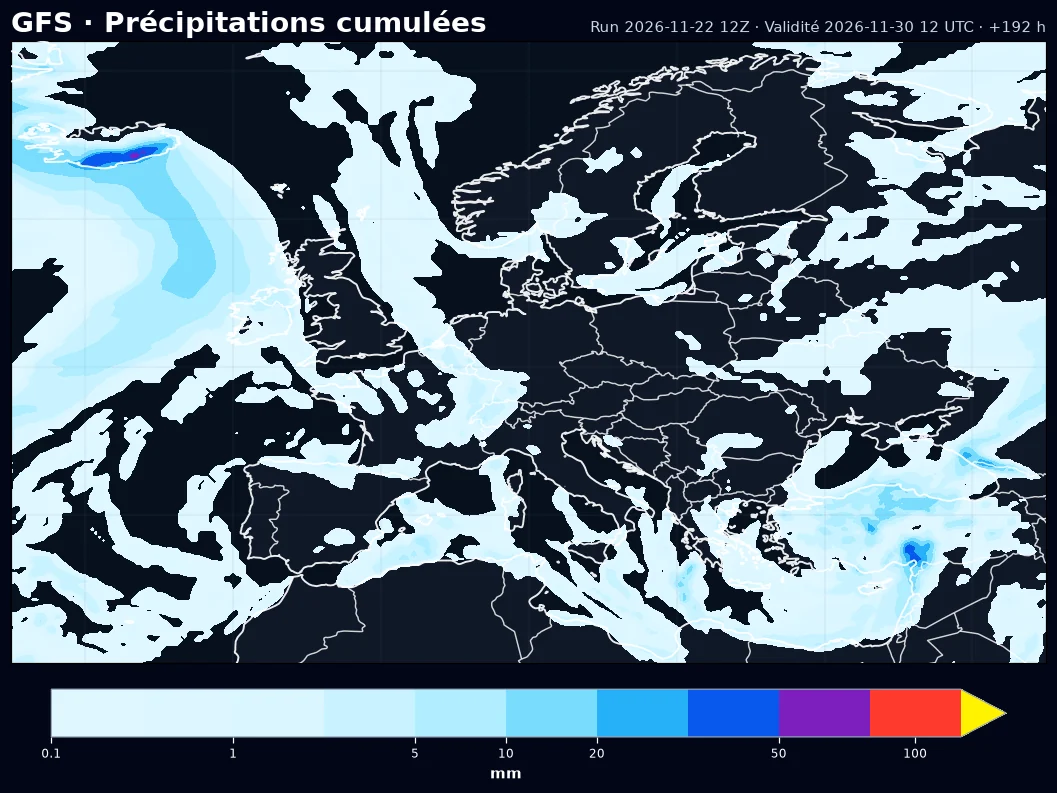 GFS · Précipitations cumulées
Run 2026-11-22 12Z · Validité 2026-11-30 12 UTC · +192 h
0.1 1 5 10 20 50 100
mm